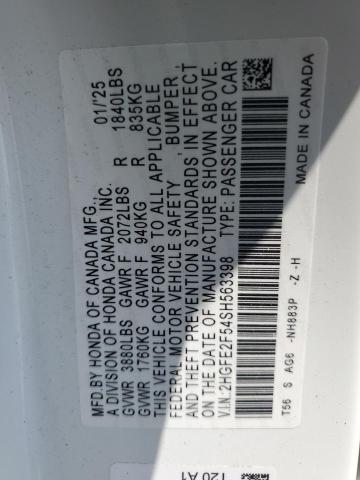 MFD BY HONDA OF CANADA MFG., 01/'25
A DIVISION OF HONDA CANADA INC.
GVWR 3880LBS GAWR F 2072LBS R 1840LBS
GVWR 1760KG GAWR F 940KG R 835KG
THIS VEHICLE CONFORMS TO ALL APPLICABLE
FEDERAL MOTOR VEHICLE SAFETY, BUMPER,
AND THEFT PREVENTION STANDARDS IN EFFECT
ON THE DATE OF MANUFACTURE SHOWN ABOVE.
V.I.N: 2HGFE2F54SH563398 TYPE: PASSENGER CAR
T56 S AG6 -NH883P -Z -H
MADE IN CANADA
T20 A1